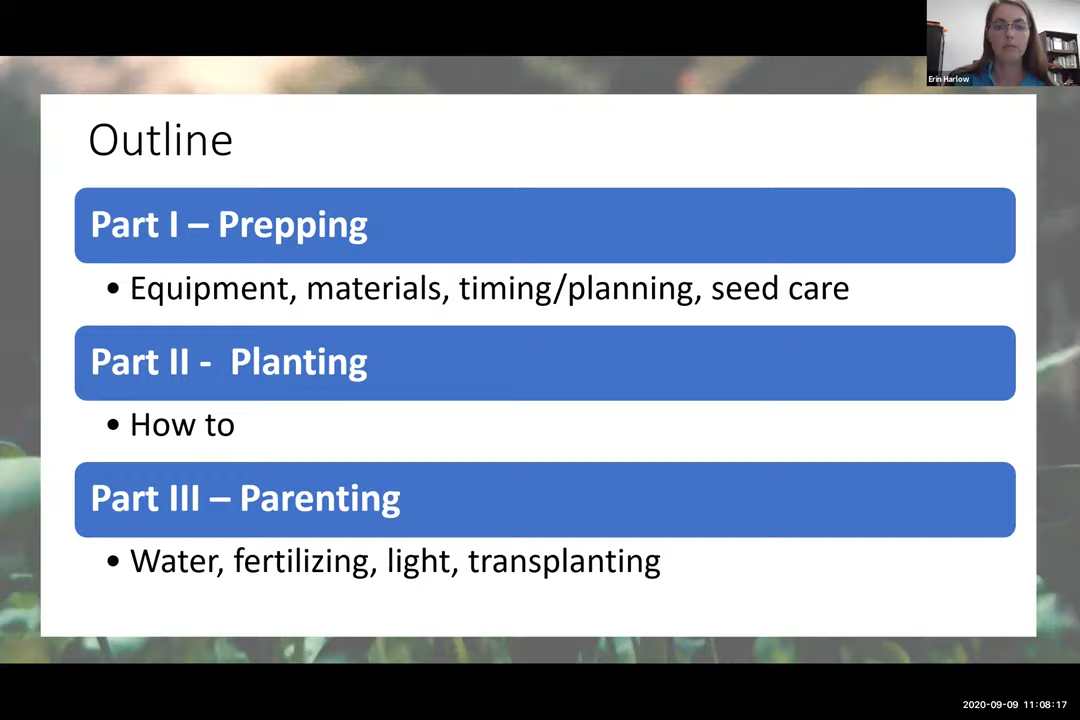 Erin Harlow
Outline
Part I – Prepping
• Equipment, materials, timing/planning, seed care
Part II - Planting
• How to
Part III – Parenting
• Water, fertilizing, light, transplanting
2020-09-09 11:08:17